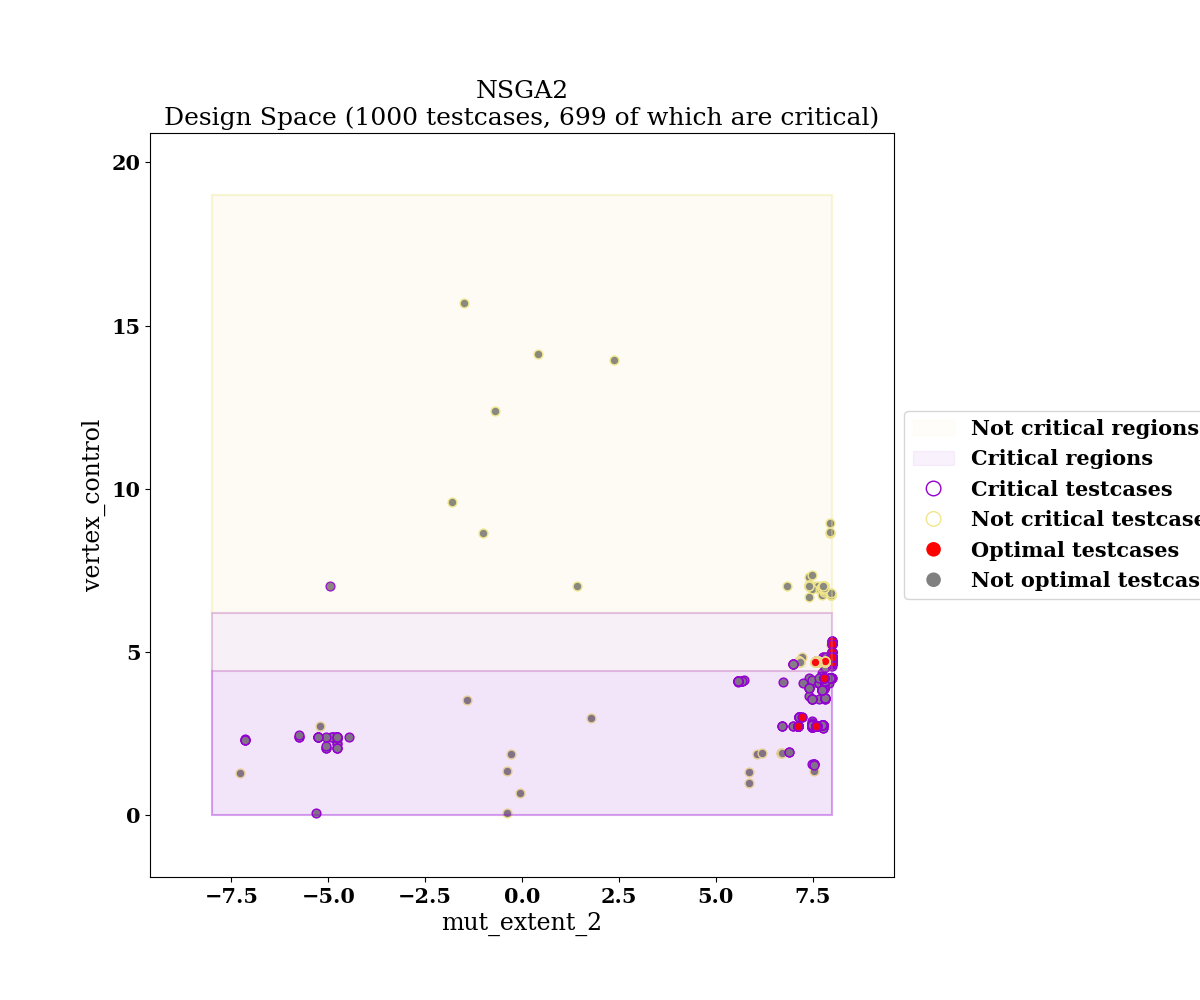 NSGA2
Design Space (1000 testcases, 699 of which are critical)
20
15
10
5
0
vertex_control
−7.5 −5.0 −2.5 0.0 2.5 5.0 7.5
mut_extent_2
Not critical regions
Critical regions
Critical testcases
Not critical testcase
Optimal testcases
Not optimal testcas